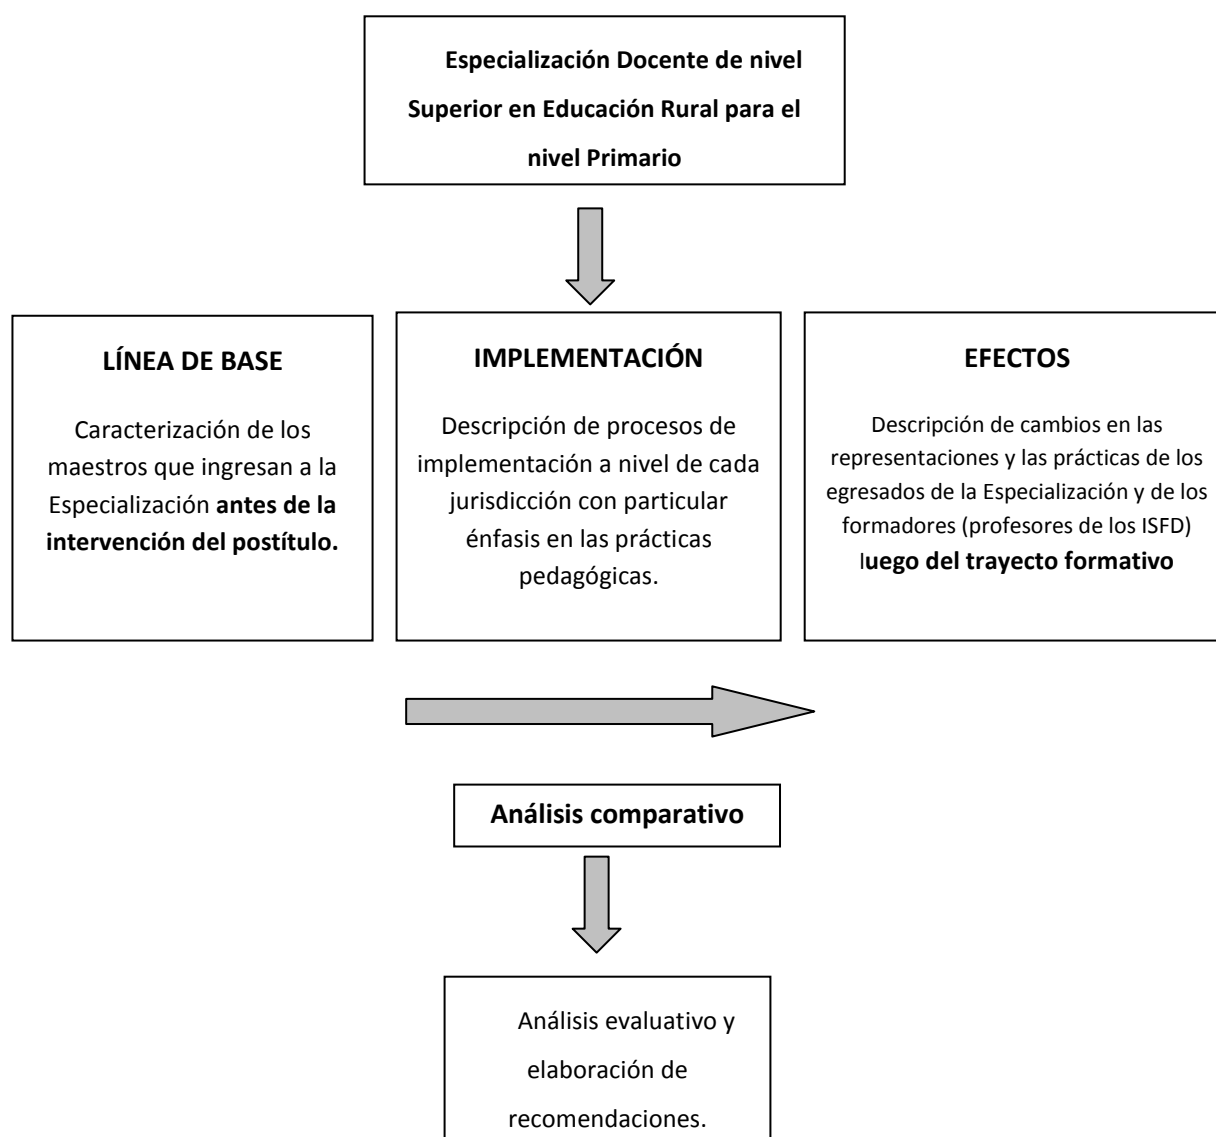 Especialización Docente de nivel
Superior en Educación Rural para el
nivel Primario
LÍNEA DE BASE
Caracterización de los
maestros que ingresan a la
Especialización antes de la
intervención del postítulo.
IMPLEMENTACIÓN
Descripción de procesos de
implementación a nivel de cada
jurisdicción con particular
énfasis en las prácticas
pedagógicas.
EFECTOS
Descripción de cambios en las
representaciones y las prácticas de los
egresados de la Especialización y de los
formadores (profesores de los ISFD)
luego del trayecto formativo
Análisis comparativo
Análisis evaluativo y
elaboración de
recomendaciones.